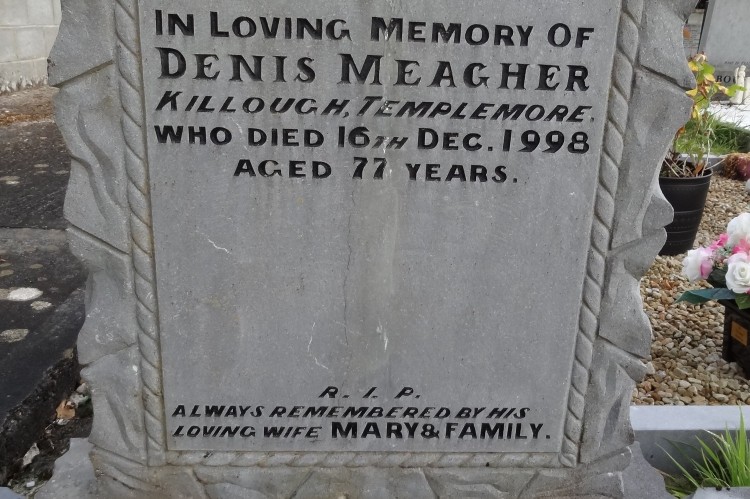 In Loving Memory Of
Denis Meagher
Killough, Templemore.
who died 16th Dec. 1998
aged 77 years.
R. I. P.
always remembered by his
loving wife Mary & Family.